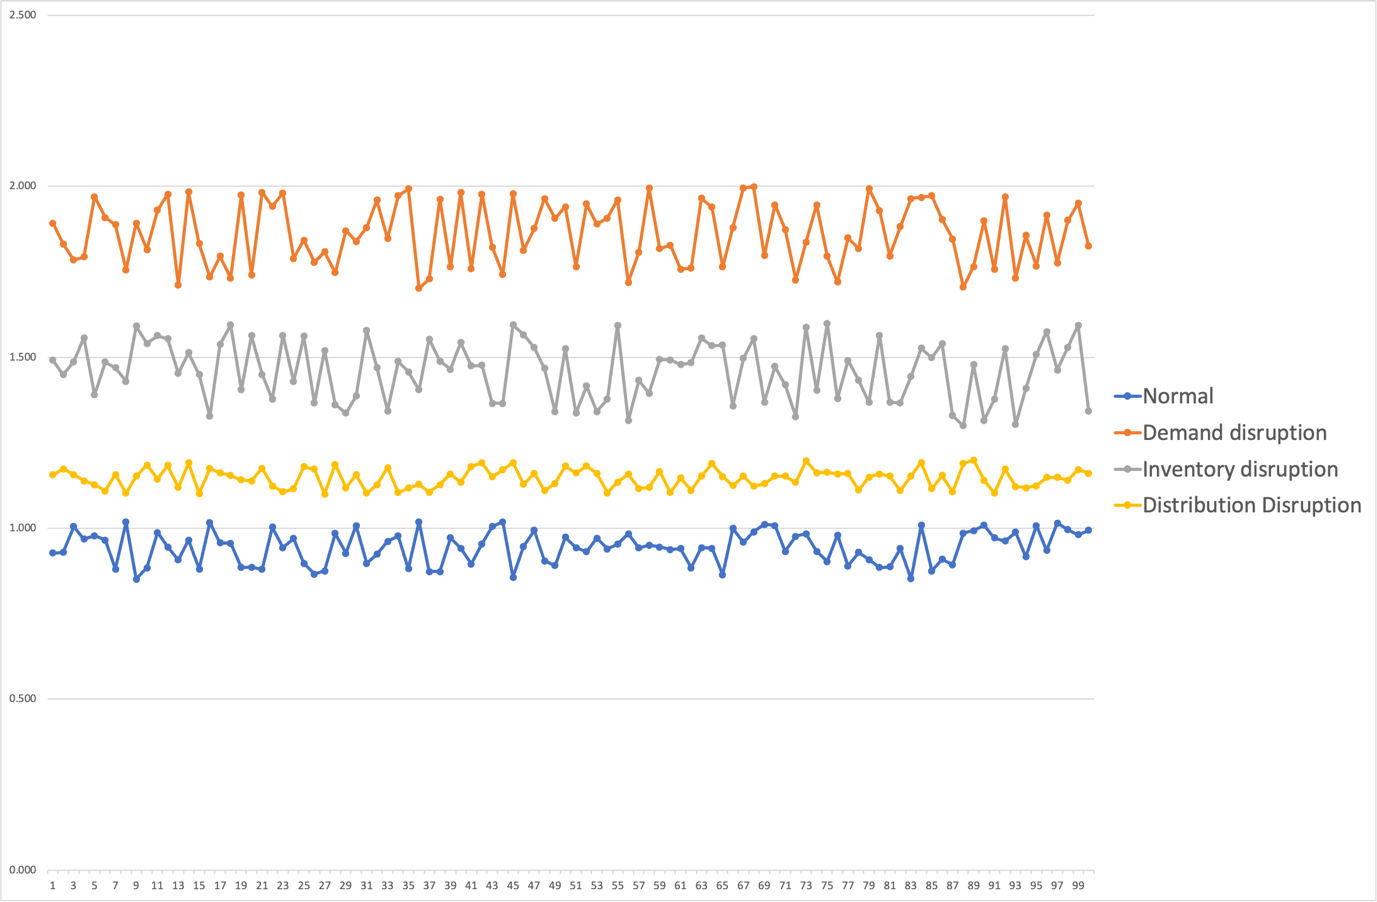 2.500
2.000
1.500
1.000
0.500
0.000
1 3 5 7 9 11 13 15 17 19 21 23 25 27 29 31 33 35 37 39 41 43 45 47 49 51 53 55 57 59 61 63 65 67 69 71 73 75 77 79 81 83 85 87 89 91 93 95 97 99
Normal
Demand disruption
Inventory disruption
Distribution Disruption